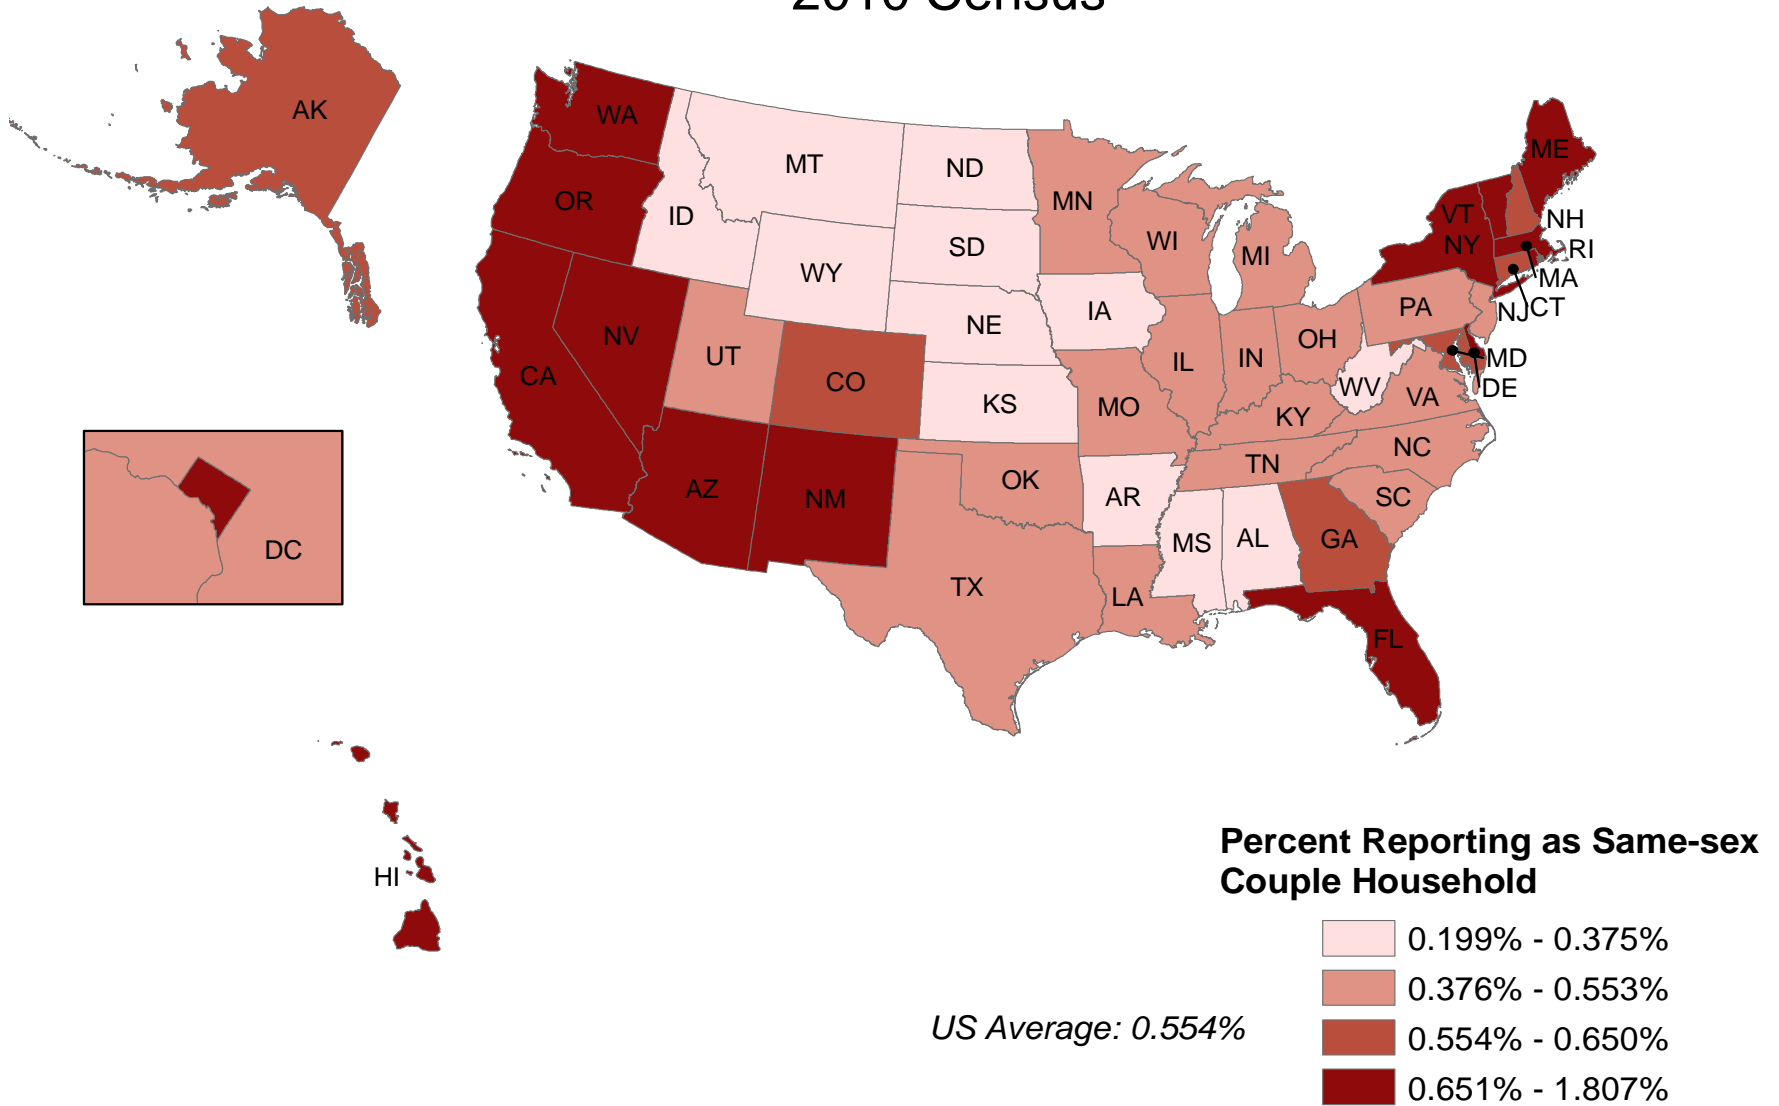 2010 Census
AK
WA
MT
ND
MN
ME
OR
ID
SD
WI
MI
VT
NH
NY
RI
WY
MA
IA
PA
NJ
CT
NE
NV
UT
OH
CA
CO
IL
IN
MD
WV
DE
KS
MO
KY
VA
NC
TN
AZ
NM
OK
AR
SC
MS
AL
GA
DC
TX
LA
FL
HI
Percent Reporting as Same-sex
Couple Household
0.199% - 0.375%
0.376% - 0.553%
US Average: 0.554%
0.554% - 0.650%
0.651% - 1.807%